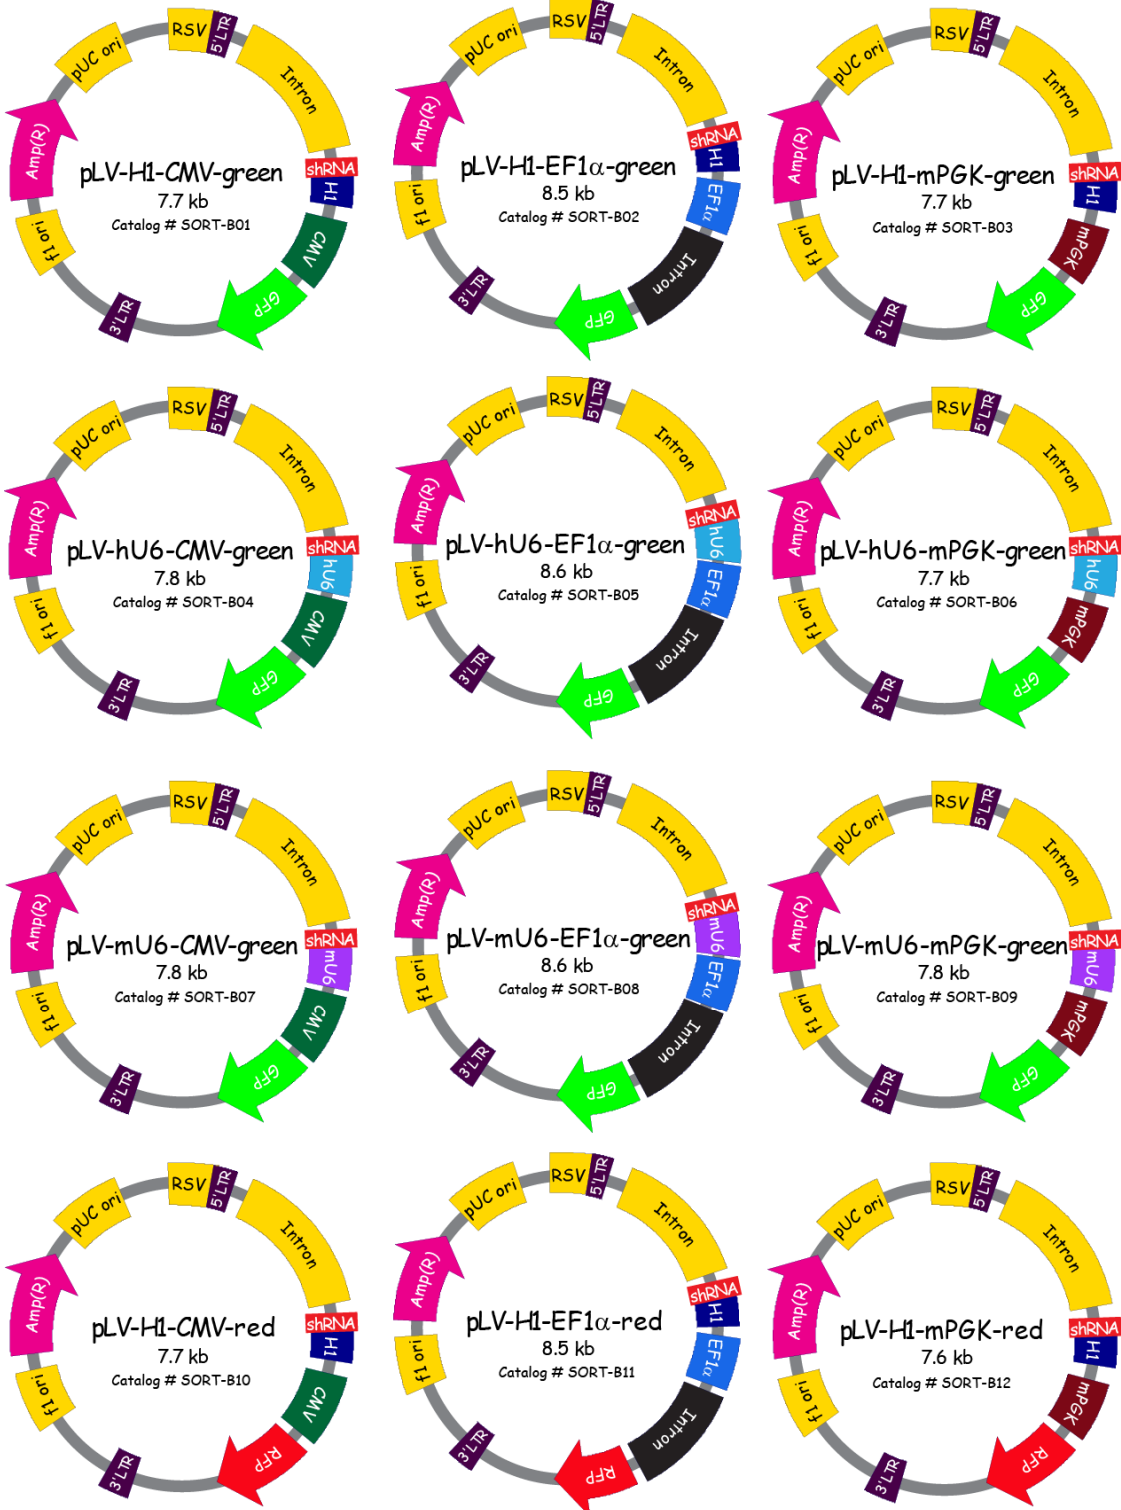 RSV
5'LTR
pUC ori
Intron
Amp(R)
shRNA
H1
pLV-H1-CMV-green
7.7 kb
Catalog # SORT-B01
f1 ori
CMV
GFP
3'LTR
RSV
5'LTR
pUC ori
Intron
Amp(R)
shRNA
H1
pLV-H1-EF1α-green
8.5 kb
Catalog # SORT-B02
f1 ori
EF1α
Intron
GFP
3'LTR
RSV
5'LTR
pUC ori
Intron
Amp(R)
shRNA
H1
pLV-H1-mPGK-green
7.7 kb
Catalog # SORT-B03
f1 ori
mPGK
GFP
3'LTR
RSV
5'LTR
pUC ori
Intron
Amp(R)
shRNA
hU6
pLV-hU6-CMV-green
7.8 kb
Catalog # SORT-B04
f1 ori
CMV
GFP
3'LTR
RSV
5'LTR
pUC ori
Intron
Amp(R)
shRNA
hU6
pLV-hU6-EF1α-green
8.6 kb
Catalog # SORT-B05
f1 ori
EF1α
Intron
GFP
3'LTR
RSV
5'LTR
pUC ori
Intron
Amp(R)
shRNA
hU6
pLV-hU6-mPGK-green
7.7 kb
Catalog # SORT-B06
f1 ori
mPGK
GFP
3'LTR
RSV
5'LTR
pUC ori
Intron
Amp(R)
shRNA
mU6
pLV-mU6-CMV-green
7.8 kb
Catalog # SORT-B07
f1 ori
CMV
GFP
3'LTR
RSV
5'LTR
pUC ori
Intron
Amp(R)
shRNA
mU6
pLV-mU6-EF1α-green
8.6 kb
Catalog # SORT-B08
f1 ori
EF1α
Intron
GFP
3'LTR
RSV
5'LTR
pUC ori
Intron
Amp(R)
shRNA
mU6
pLV-mU6-mPGK-green
7.8 kb
Catalog # SORT-B09
f1 ori
mPGK
GFP
3'LTR
RSV
5'LTR
pUC ori
Intron
Amp(R)
shRNA
H1
pLV-H1-CMV-red
7.7 kb
Catalog # SORT-B10
f1 ori
CMV
RFP
3'LTR
RSV
5'LTR
pUC ori
Intron
Amp(R)
shRNA
H1
pLV-H1-EF1α-red
8.5 kb
Catalog # SORT-B11
f1 ori
EF1α
Intron
RFP
3'LTR
RSV
5'LTR
pUC ori
Intron
Amp(R)
shRNA
H1
pLV-H1-mPGK-red
7.6 kb
Catalog # SORT-B12
f1 ori
mPGK
RFP
3'LTR